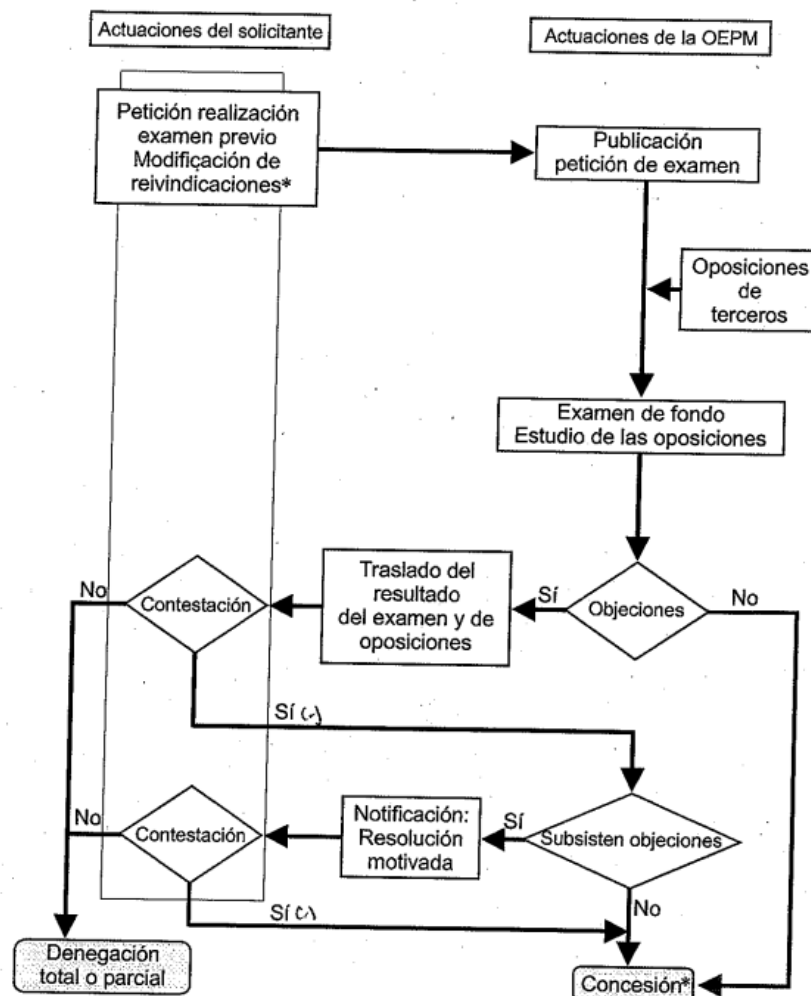 Actuaciones del solicitante
Actuaciones de la OEPM
Petición realización
examen previo
Modificación de
reivindicaciones*
Publicación
petición de examen
Oposiciones
de
terceros
Examen de fondo
Estudio de las oposiciones
No
Contestación
Traslado del
resultado
del examen y de
oposiciones
Sí
Objeciones
No
Sí (-)
No
Contestación
Notificación:
Resolución
motivada
Sí
Subsisten objeciones
Sí (-)
No
Denegación
total o parcial
Concesión*